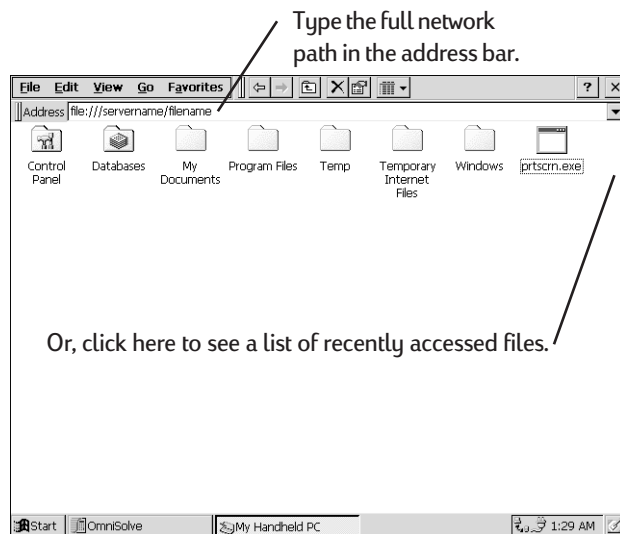 Type the full network
path in the address bar.
File Edit View Go Favorites ? ×
Address file:///servername/filename
Control Panel
Databases
My Documents
Program Files
Temp
Temporary Internet Files
Windows
prtscrn.exe
Or, click here to see a list of recently accessed files.
Start OmniSolve My Handheld PC 1:29 AM